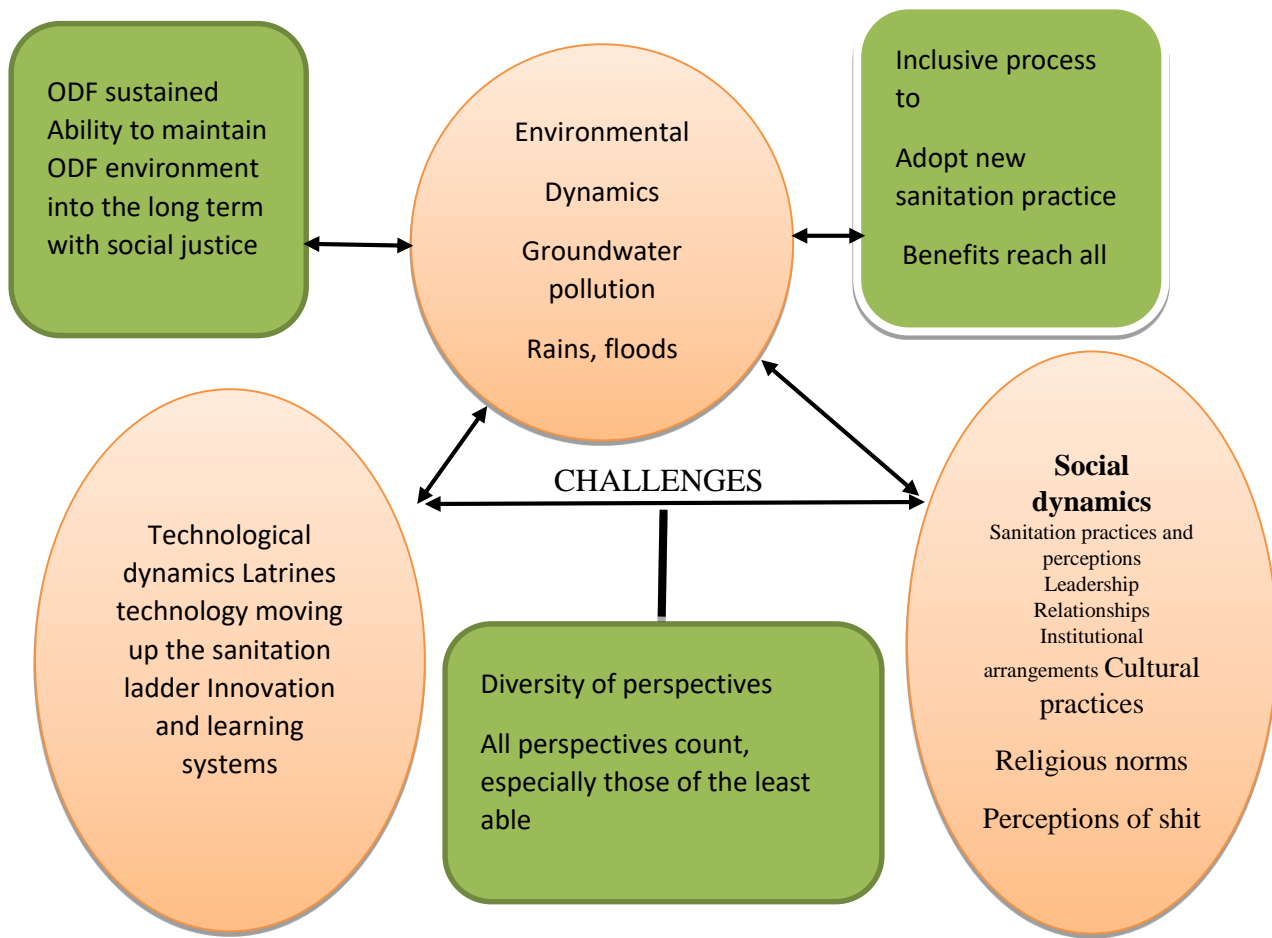 ODF sustained
Ability to maintain
ODF environment
into the long term
with social justice
Environmental
Dynamics
Groundwater
pollution
Rains, floods
Inclusive process
to
Adopt new
sanitation practice
Benefits reach all
CHALLENGES
Technological
dynamics Latrines
technology moving
up the sanitation
ladder Innovation
and learning
systems
Diversity of perspectives
All perspectives count,
especially those of the least
able
Social
dynamics
Sanitation practices and
perceptions
Leadership
Relationships
Institutional
arrangements Cultural
practices
Religious norms
Perceptions of shit